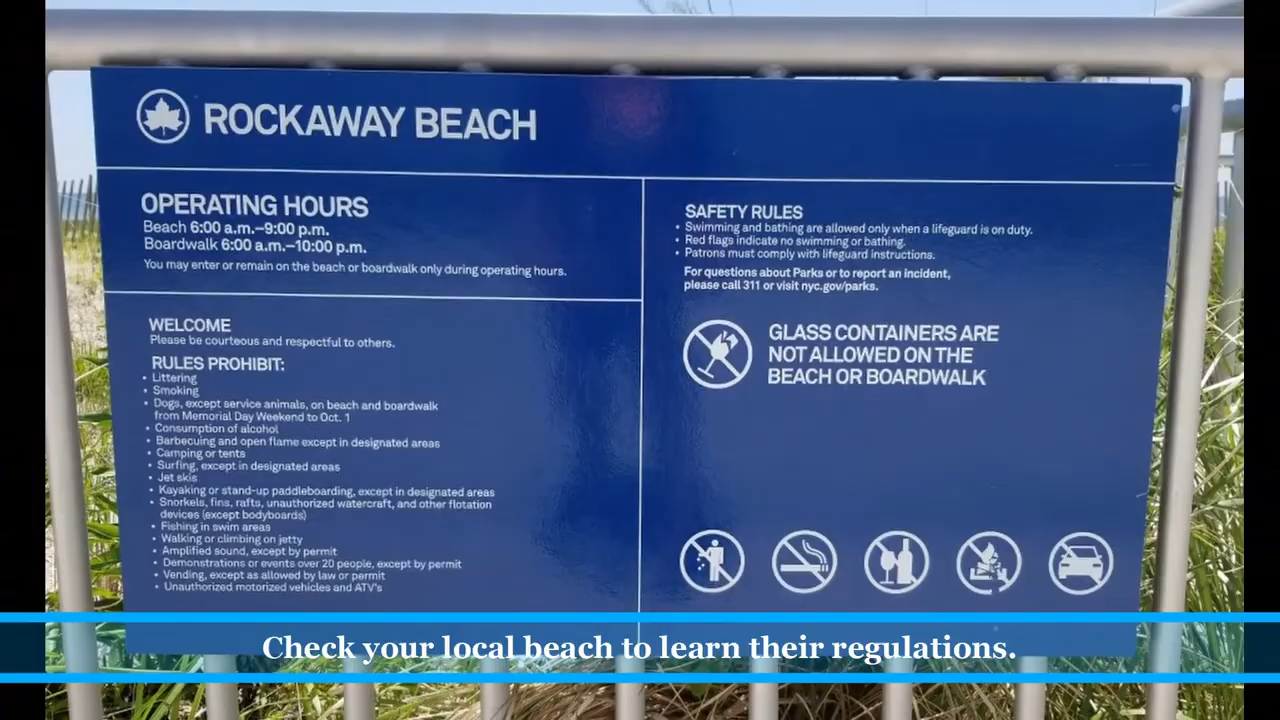 ROCKAWAY BEACH
OPERATING HOURS
Beach 6:00 a.m.–9:00 p.m.
Boardwalk 6:00 a.m.–10:00 p.m.
You may enter or remain on the beach or boardwalk only during operating hours.
WELCOME
Please be courteous and respectful to others.
RULES PROHIBIT:
• Littering
• Smoking
• Dogs, except service animals, on beach and boardwalk
from Memorial Day Weekend to Oct. 1
• Consumption of alcohol
• Barbecuing and open flame except in designated areas
• Camping or tents
• Surfing, except in designated areas
• Jet skis
• Kayaking or stand-up paddleboarding, except in designated areas
• Snorkels, fins, rafts, unauthorized watercraft, and other flotation
devices (except bodyboards)
• Fishing in swim areas
• Walking or climbing on jetty
• Amplified sound, except by permit
• Demonstrations or events over 20 people, except by permit
• Vending, except as allowed by law or permit
• Unauthorized motorized vehicles and ATV's
SAFETY RULES
• Swimming and bathing are allowed only when a lifeguard is on duty.
• Red flags indicate no swimming or bathing.
• Patrons must comply with lifeguard instructions.
For questions about Parks or to report an incident,
please call 311 or visit nyc.gov/parks.
GLASS CONTAINERS ARE
NOT ALLOWED ON THE
BEACH OR BOARDWALK
Check your local beach to learn their regulations.